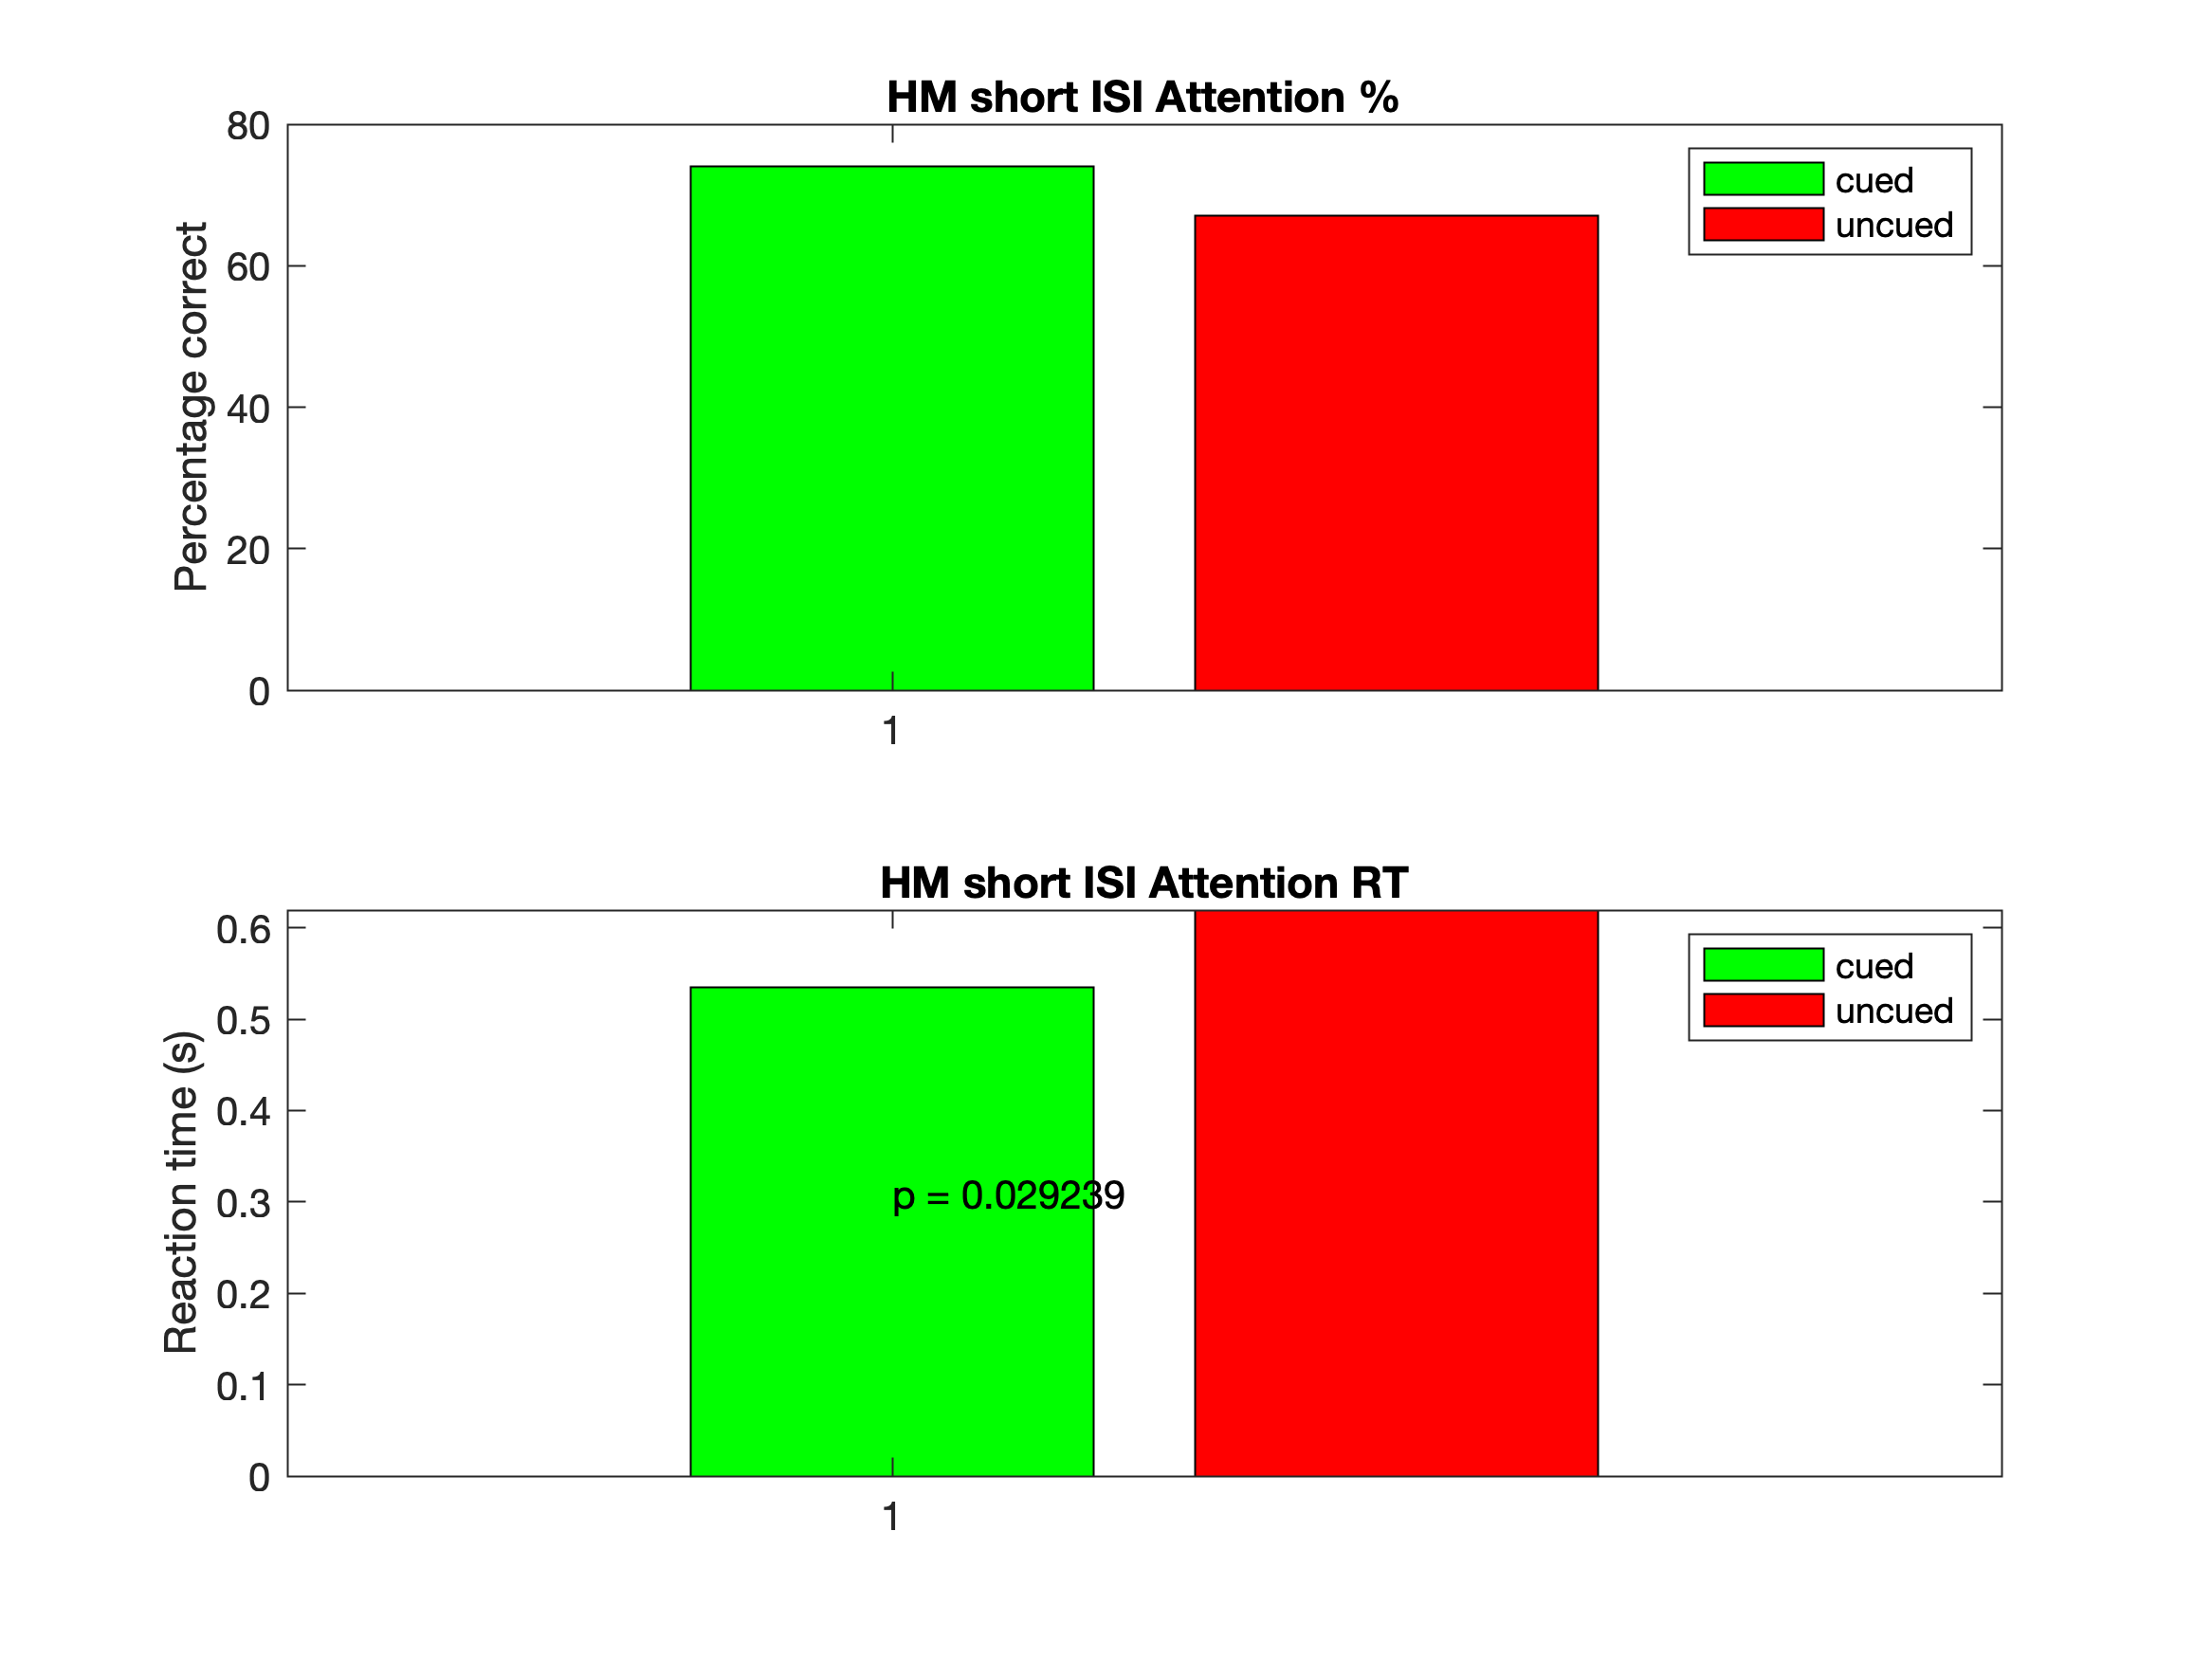 HM short ISI Attention %
80
60
40
20
0
Percentage correct
cued
uncued
1
HM short ISI Attention RT
0.6
0.5
0.4
0.3
0.2
0.1
0
Reaction time (s)
cued
uncued
p = 0.029239
1